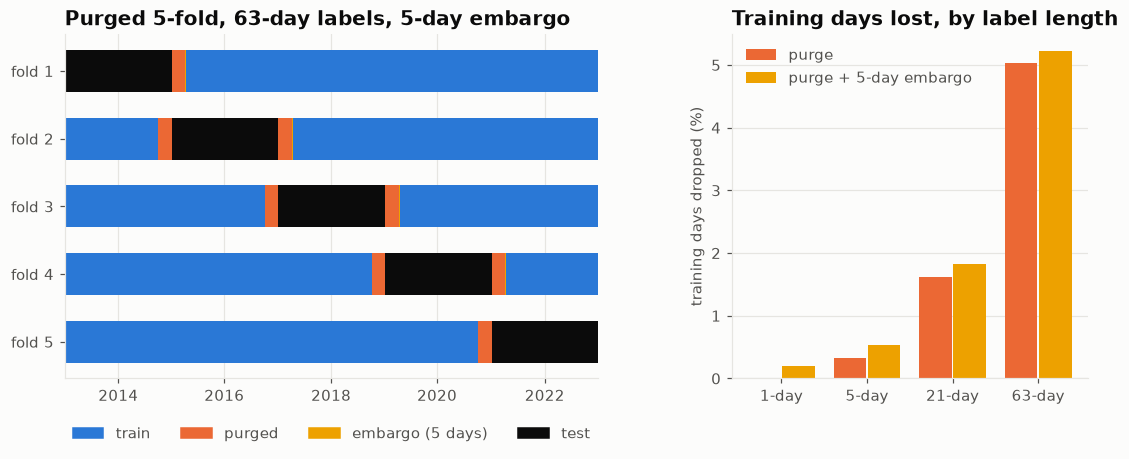 Purged 5-fold, 63-day labels, 5-day embargo
fold 1
fold 2
fold 3
fold 4
fold 5
2014 2016 2018 2020 2022
train purged embargo (5 days) test
Training days lost, by label length
purge
purge + 5-day embargo
training days dropped (%)
5
4
3
2
1
0
1-day 5-day 21-day 63-day